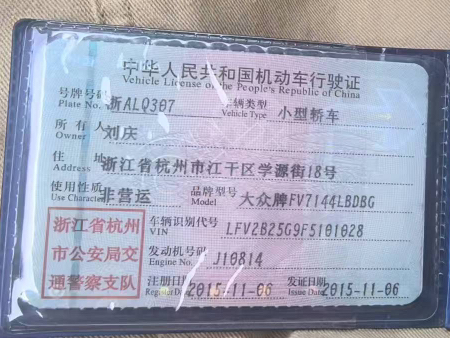 中华人民共和国机动车行驶证
Vehicle License of the People's Republic of China
号牌号码 浙ALQ307 车辆类型 小型轿车
Plate No. Vehicle Type
所有人 刘庆
Owner
住址 浙江省杭州市江干区学源街18号
Address
使用性质 非营运 品牌型号 大众牌FV7144LBDBG
Use Character Model
浙江省杭州
市公安局交
通警察支队
车辆识别代号 LFV2B25G9F5101028
VIN
发动机号码 J10814
Engine No.
注册日期 2015-11-06 发证日期 2015-11-06
Register Date Issue Date